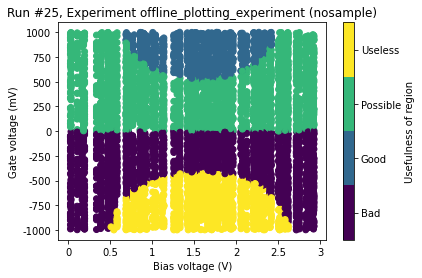 Run #25, Experiment offline_plotting_experiment (nosample)
1000
750
500
250
0
-250
-500
-750
-1000
Gate voltage (mV)
0
0.5
1
1.5
2
2.5
3
Bias voltage (V)
Useless
Possible
Good
Bad
Usefulness of region